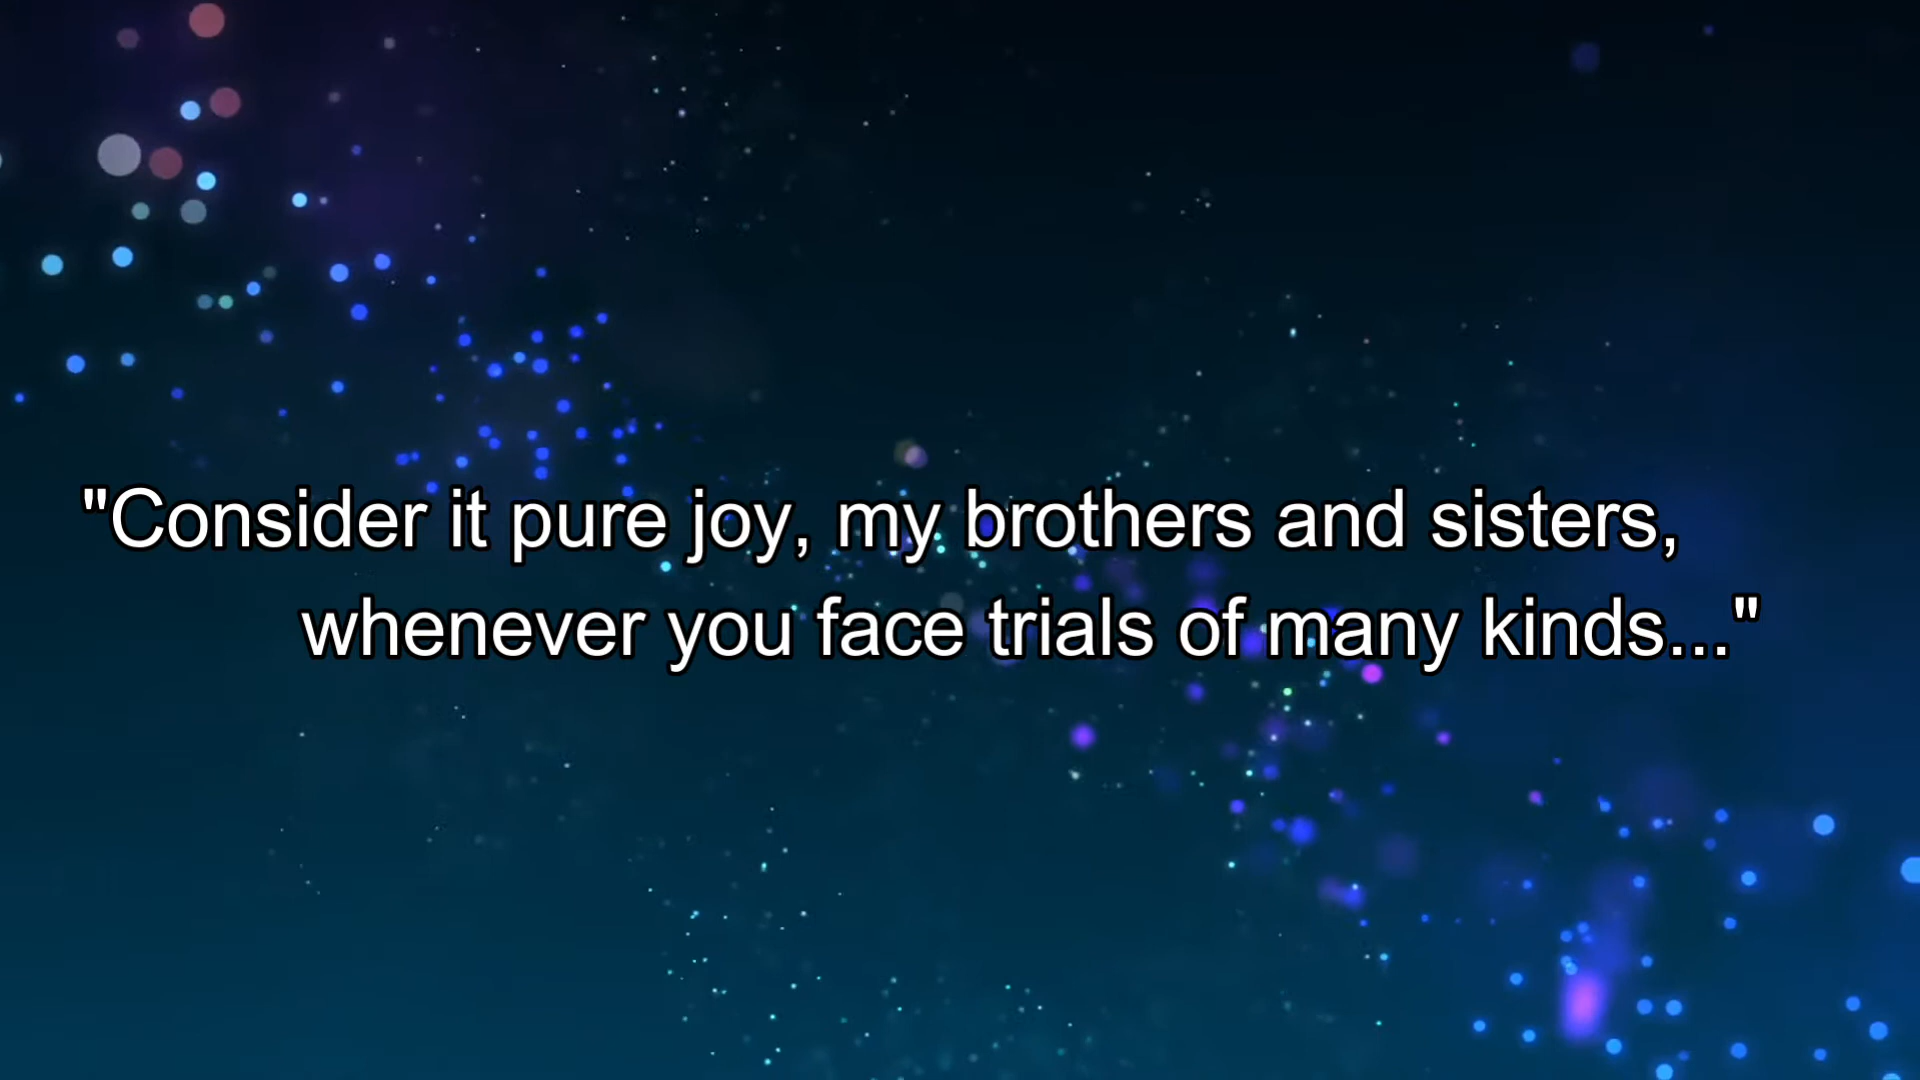 "Consider it pure joy, my brothers and sisters,
whenever you face trials of many kinds..."